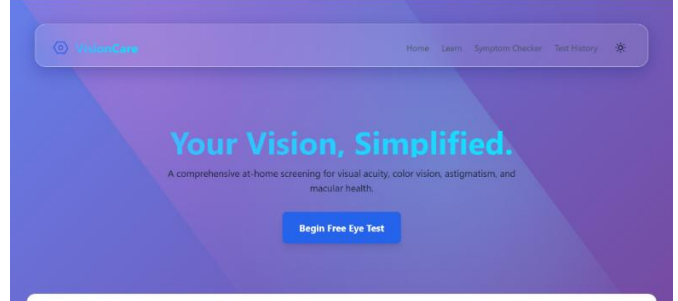 VisionCare
Home Learn Symptom Checker Test History
Your Vision, Simplified.
A comprehensive at-home screening for visual acuity, color vision, astigmatism, and
macular health.
Begin Free Eye Test